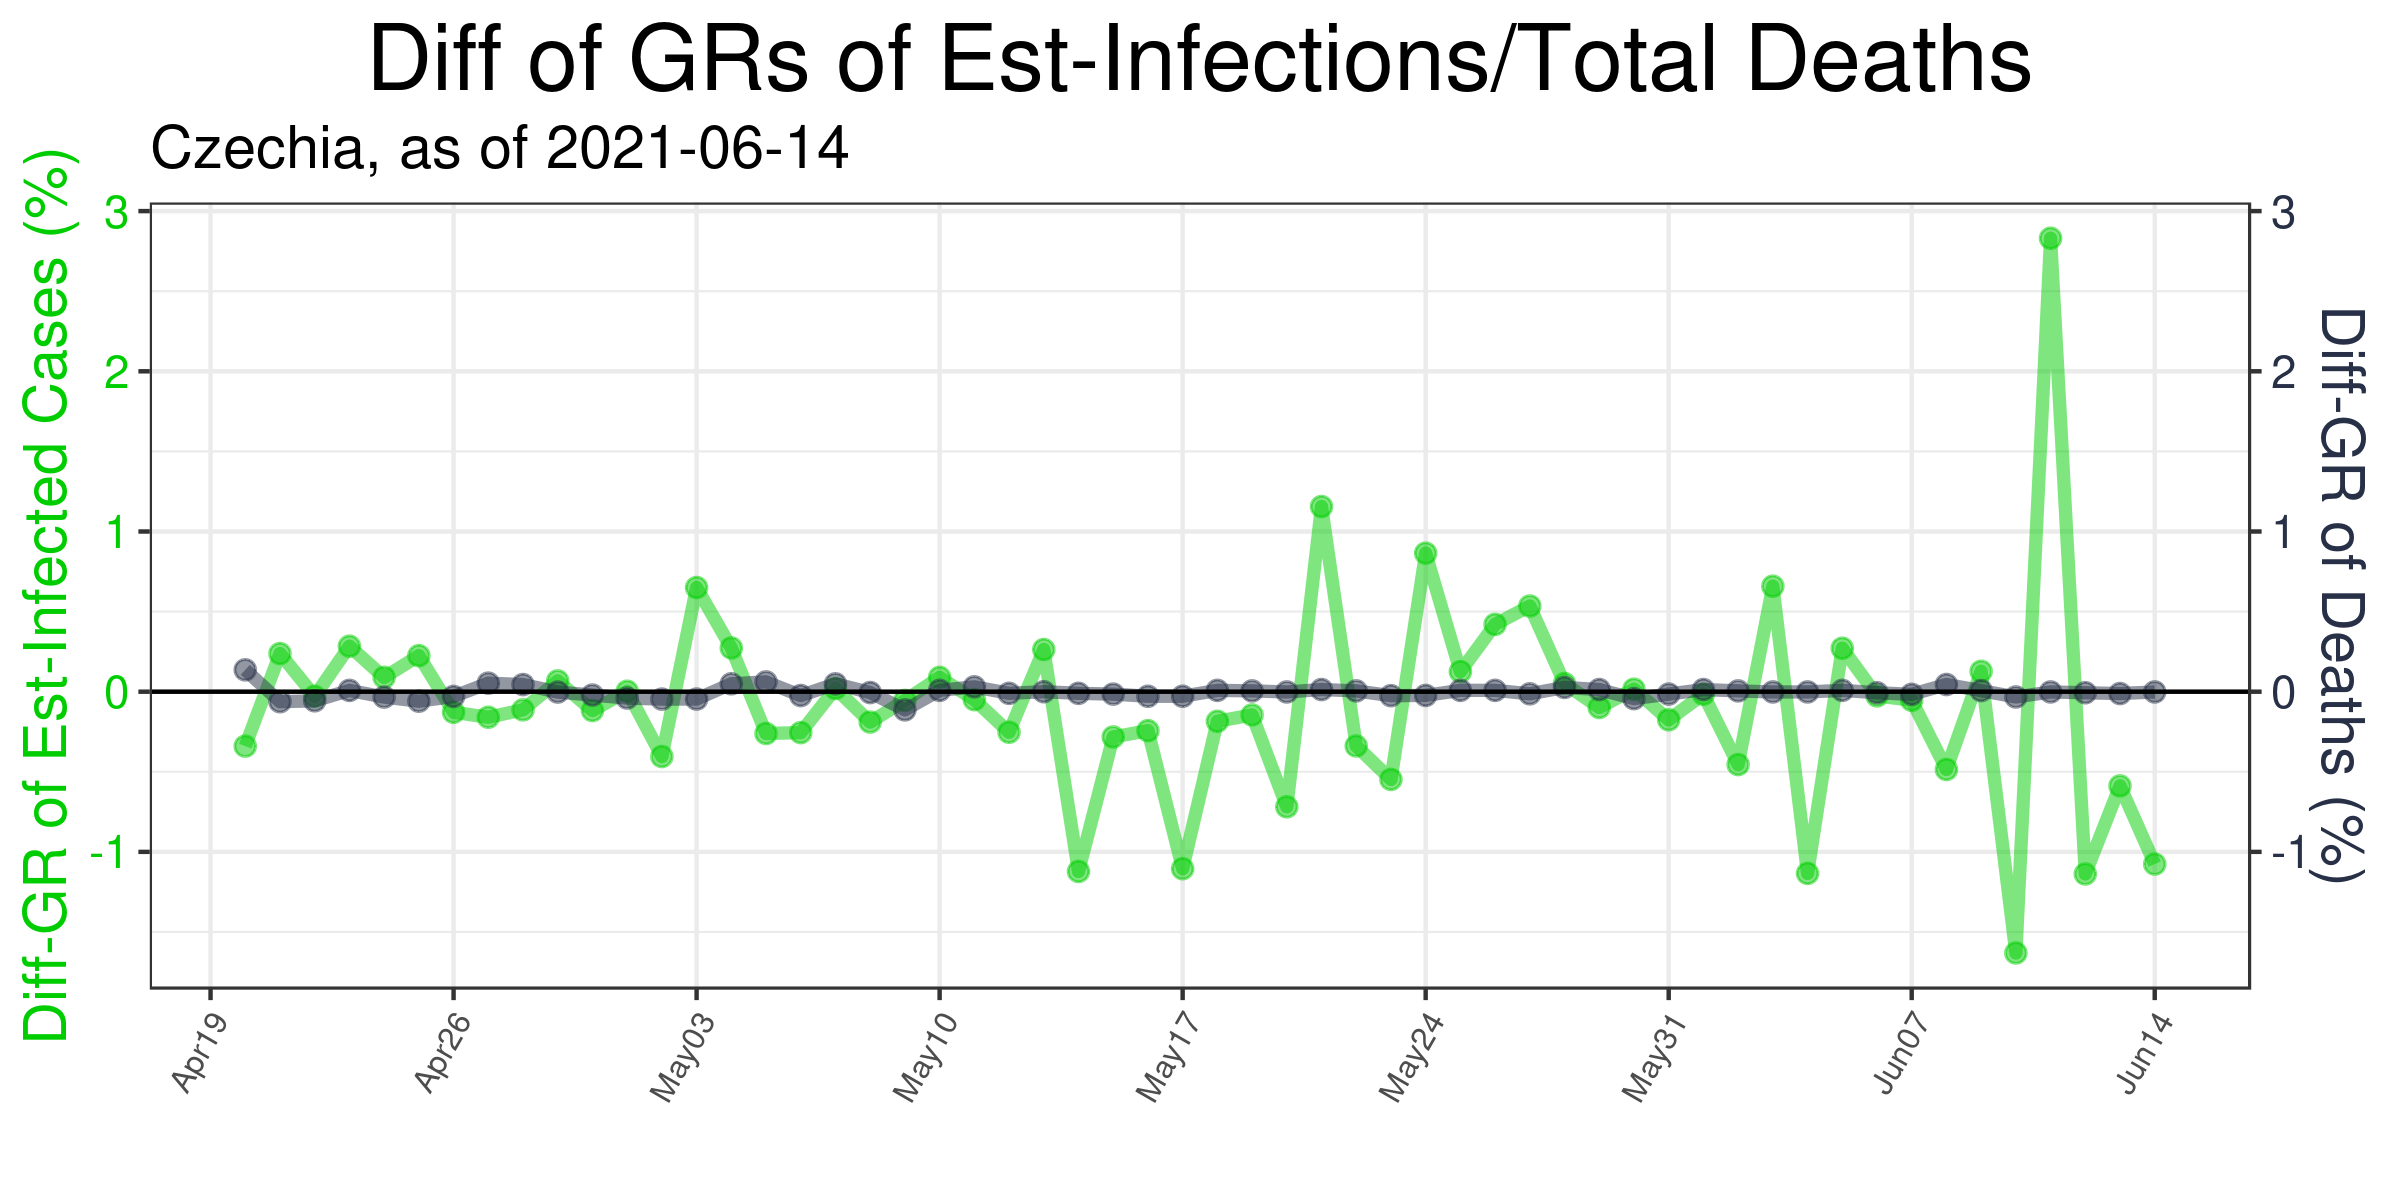 Diff of GRs of Est-Infections/Total Deaths
Czechia, as of 2021-06-14
Diff-GR of Est-Infected Cases (%)
3
2
1
0
-1
3
2
1
0
-1
Diff-GR of Deaths (%)
Apr19
Apr26
May03
May10
May17
May24
May31
Jun07
Jun14